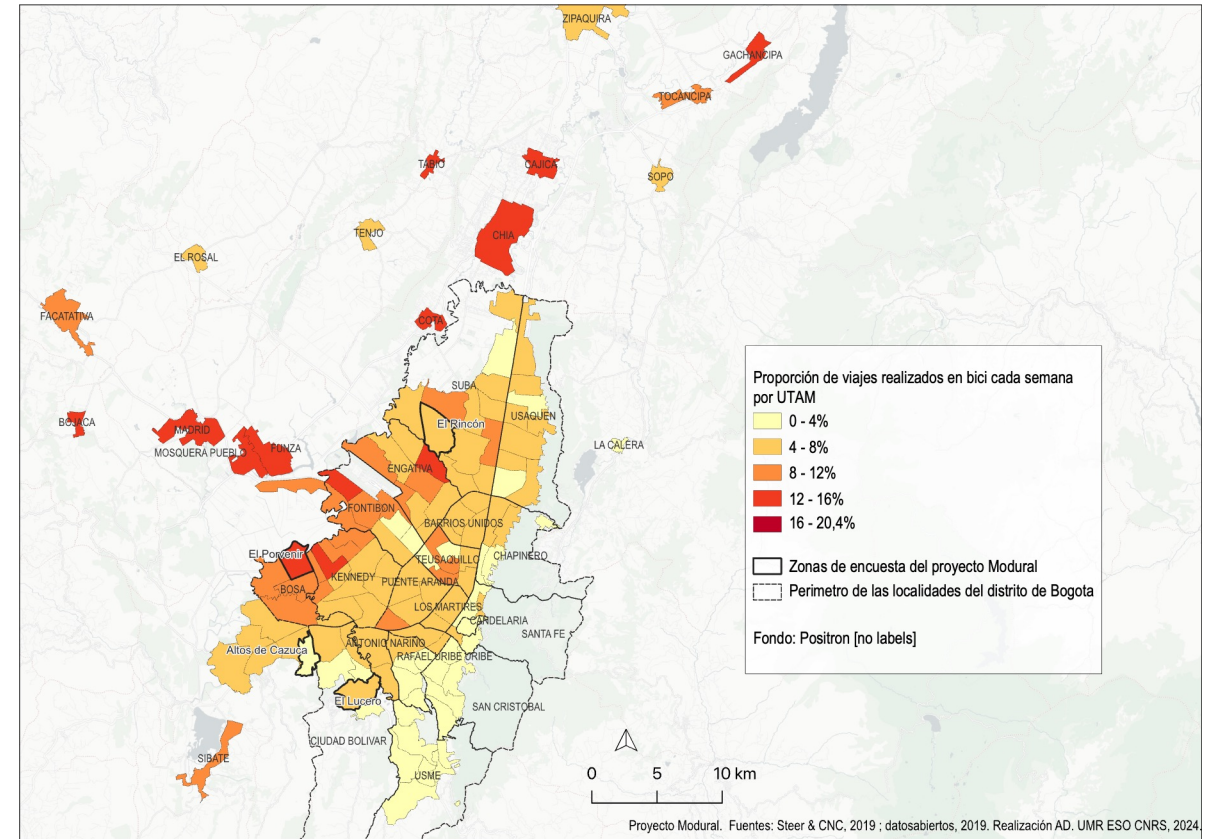 ZIPAQUIRA
GACHANCIPA
TOCANCIPA
TABIO
CAJICA
SOPO
TENJO
CHIA
EL ROSAL
FACATATIVA
COTA
SUBA
USAQUEN
BOJACA
MADRID
El Rincón
MOSQUERA PUEBLO
FUNZA
LA CALERA
ENGATIVA
FONTIBON
BARRIOS UNIDOS
El Porvenir
TEUSAQUILLO
CHAPINERO
KENNEDY
PUENTE ARANDA
BOSA
LOS MARTIRES
CANDELARIA
SANTA FE
ANTONIO NARIÑO
Altos de Cazuca
RAFAEL URIBE URIBE
El Lucero
SAN CRISTOBAL
CIUDAD BOLIVAR
SIBATE
USME
Proporción de viajes realizados en bici cada semana
por UTAM
0 - 4%
4 - 8%
8 - 12%
12 - 16%
16 - 20,4%
Zonas de encuesta del proyecto Modural
Perimetro de las localidades del distrito de Bogota
Fondo: Positron [no labels]
0 5 10 km
Proyecto Modural. Fuentes: Steer & CNC, 2019 ; datosabiertos, 2019. Realización AD. UMR ESO CNRS, 2024.